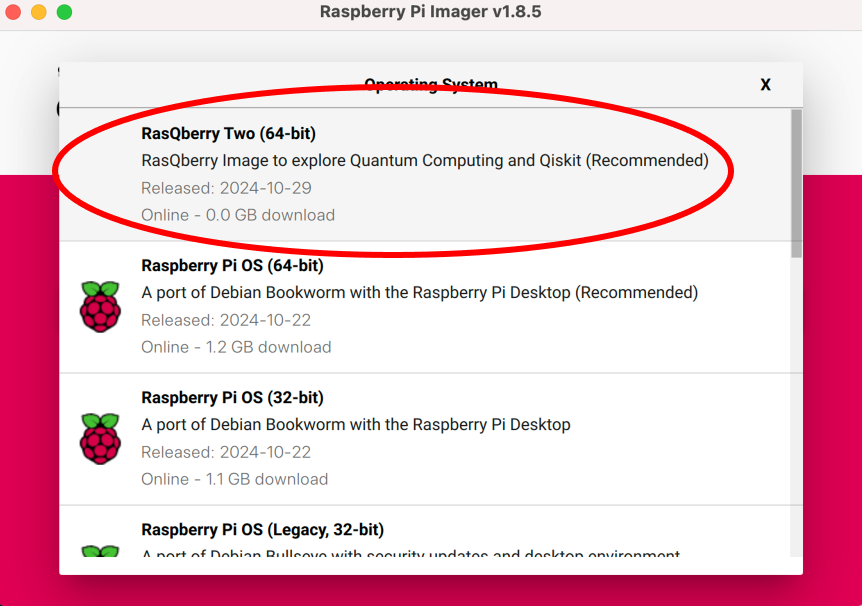 Raspberry Pi Imager v1.8.5
Operating System
X
RasQberry Two (64-bit)
RasQberry Image to explore Quantum Computing and Qiskit (Recommended)
Released: 2024-10-29
Online - 0.0 GB download
Raspberry Pi OS (64-bit)
A port of Debian Bookworm with the Raspberry Pi Desktop (Recommended)
Released: 2024-10-22
Online - 1.2 GB download
Raspberry Pi OS (32-bit)
A port of Debian Bookworm with the Raspberry Pi Desktop
Released: 2024-10-22
Online - 1.1 GB download
Raspberry Pi OS (Legacy, 32-bit)
A port of Debian Bullseye with security updates and desktop environment